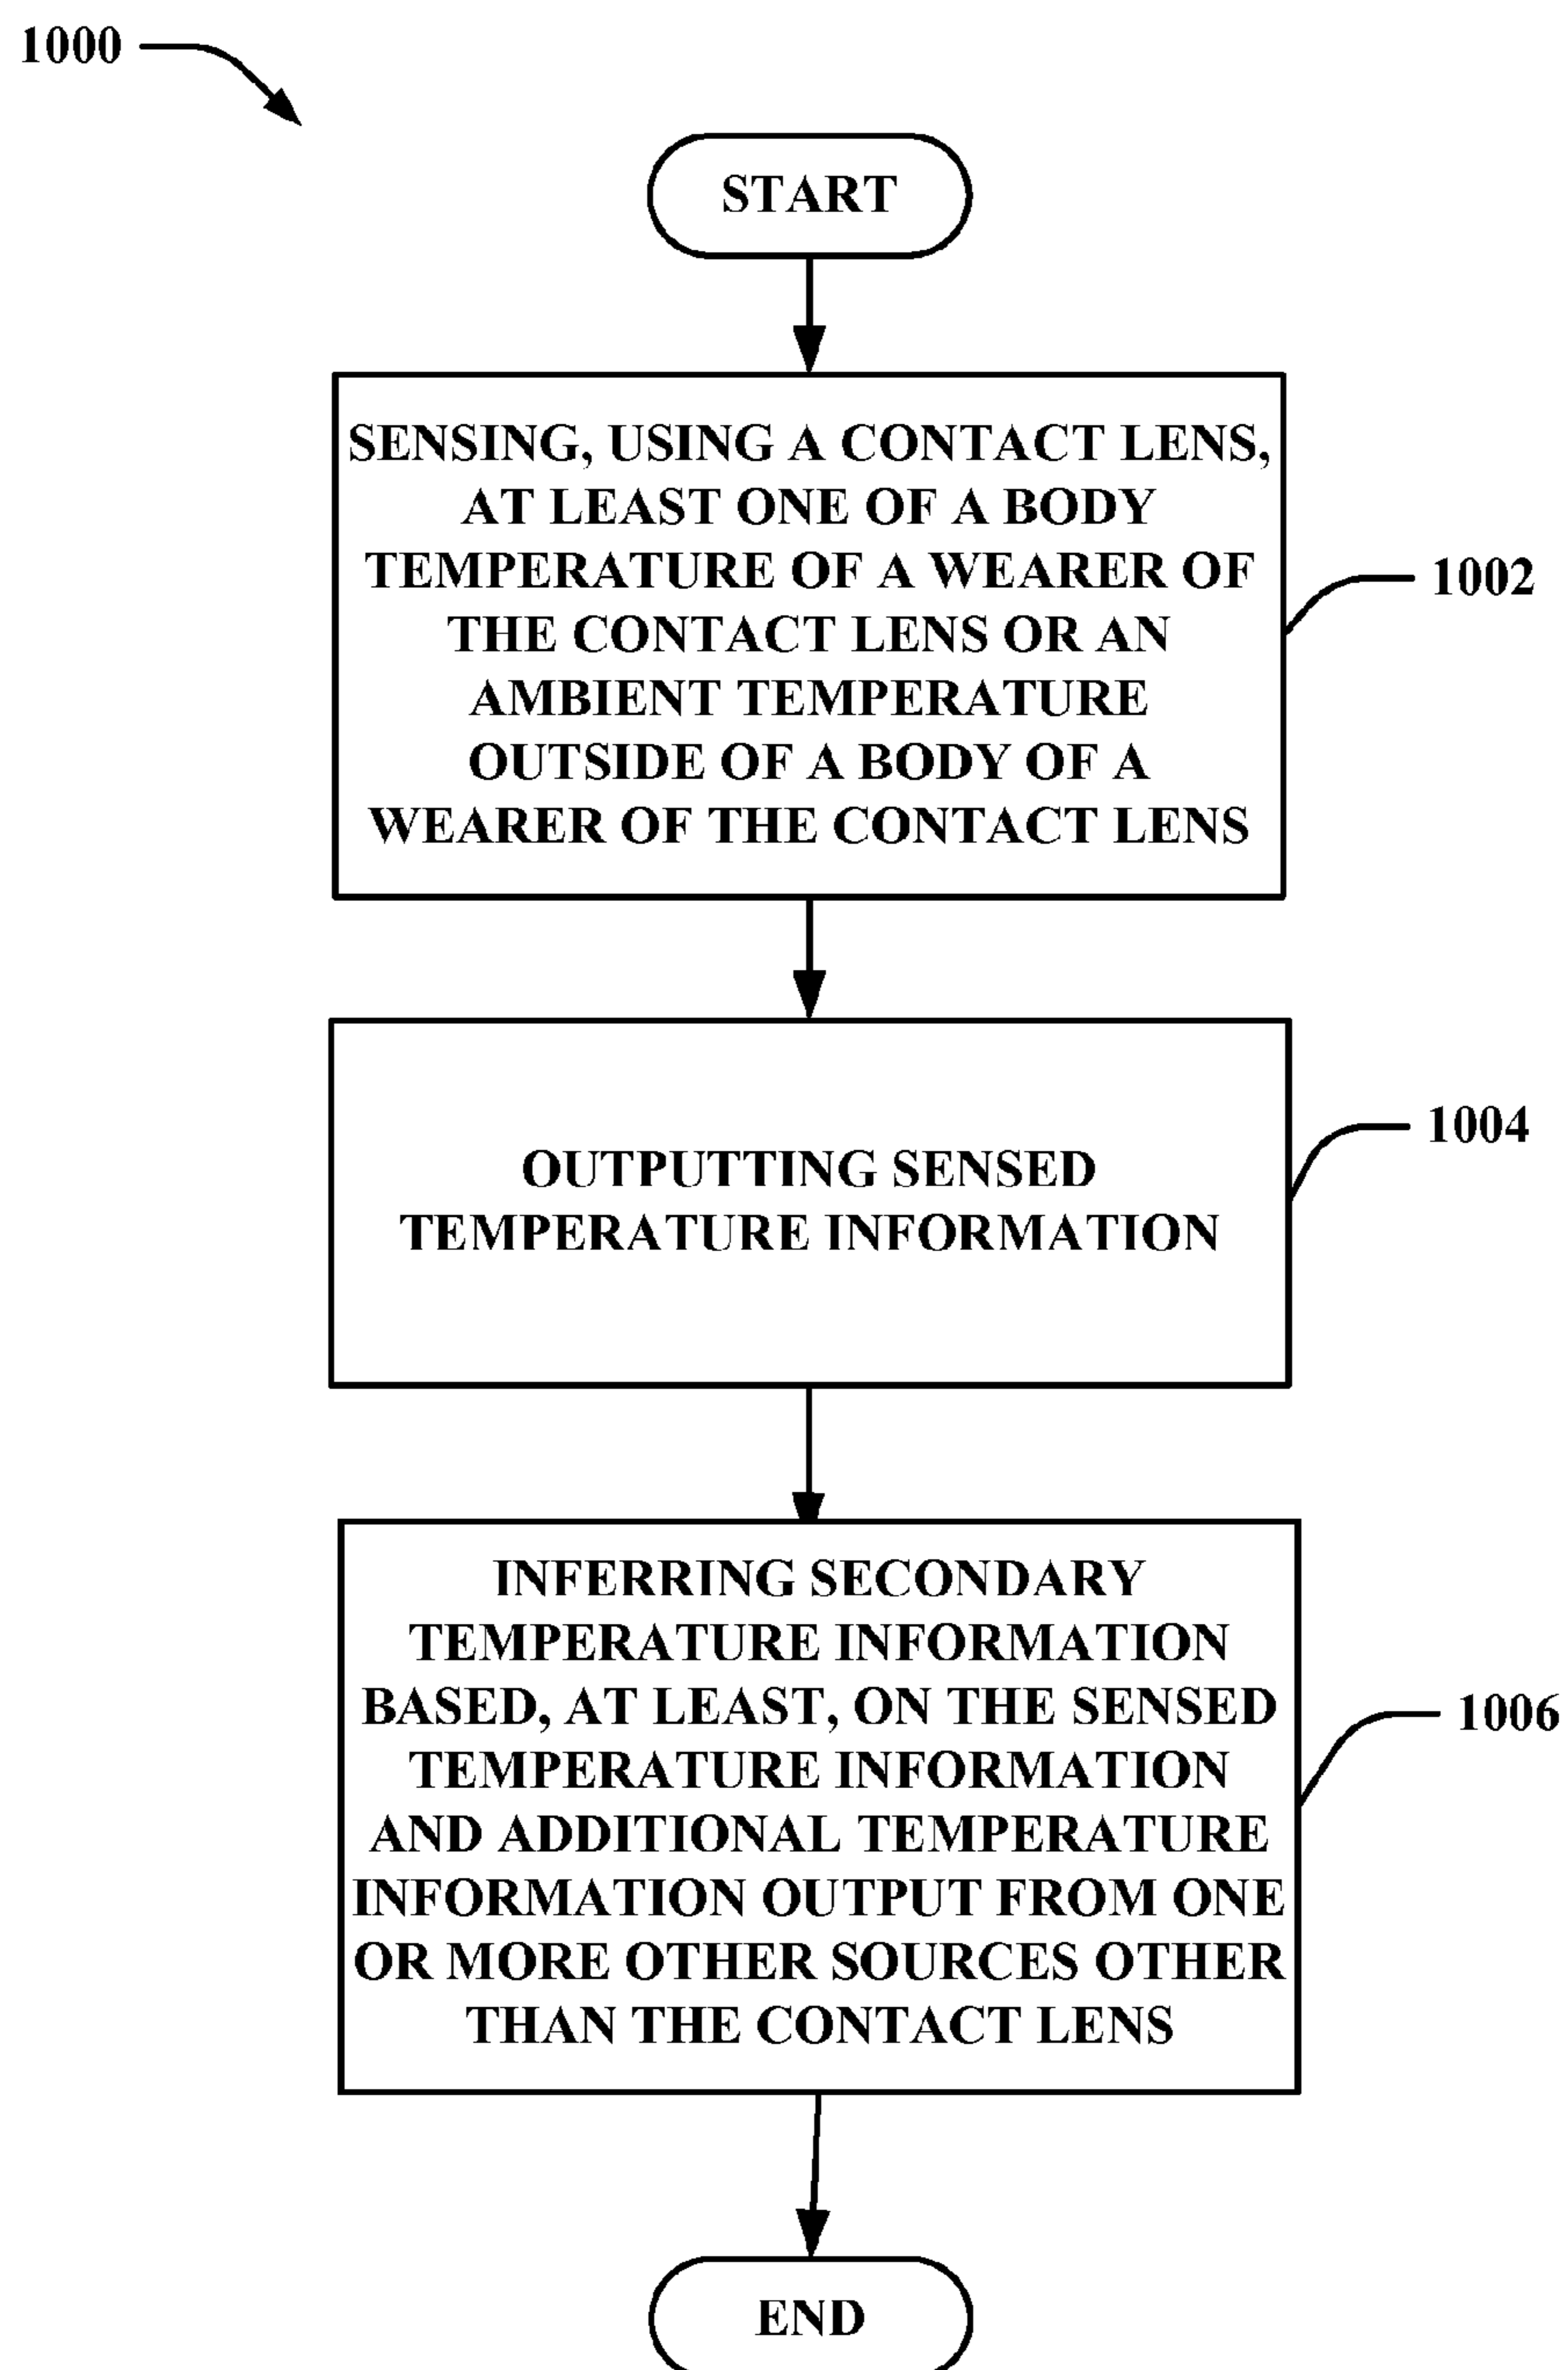 1000
START
SENSING, USING A CONTACT LENS,
AT LEAST ONE OF A BODY
TEMPERATURE OF A WEARER OF
THE CONTACT LENS OR AN
AMBIENT TEMPERATURE
OUTSIDE OF A BODY OF A
WEARER OF THE CONTACT LENS
1002
OUTPUTTING SENSED
TEMPERATURE INFORMATION
1004
INFERRING SECONDARY
TEMPERATURE INFORMATION
BASED, AT LEAST, ON THE SENSED
TEMPERATURE INFORMATION
AND ADDITIONAL TEMPERATURE
INFORMATION OUTPUT FROM ONE
OR MORE OTHER SOURCES OTHER
THAN THE CONTACT LENS
1006
END